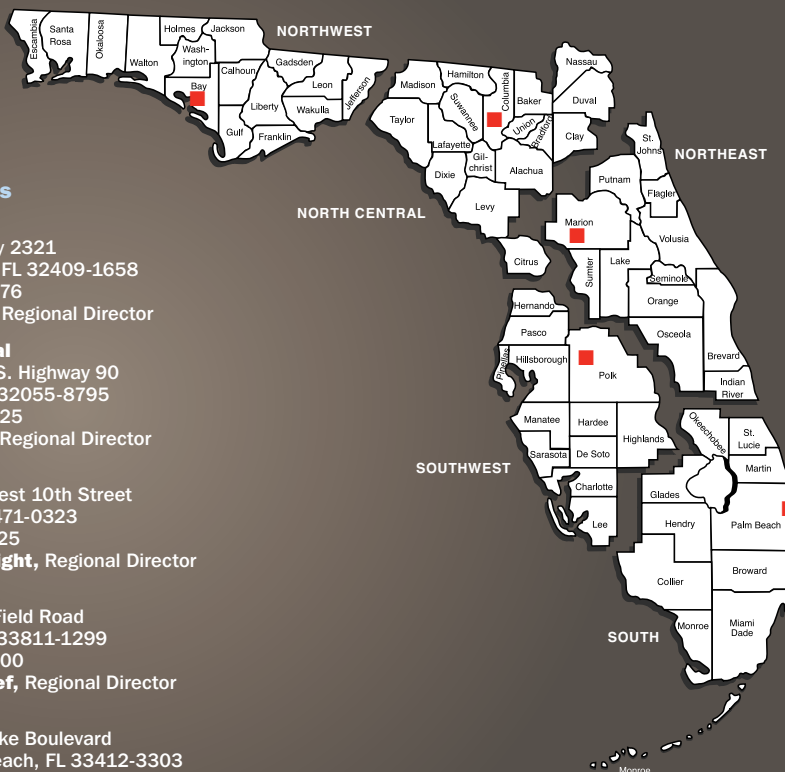 s
y 2321
FL 32409-1658
76
Regional Director
al
S. Highway 90
32055-8795
25
Regional Director
est 10th Street
471-0323
25
ight, Regional Director
Field Road
33811-1299
00
ef, Regional Director
ke Boulevard
each, FL 33412-3303
NORTHWEST
Escambia
Santa
Rosa
Okaloosa
Walton
Holmes
Jackson
Wash-
ington
Bay
Calhoun
Gulf
Liberty
Gadsden
Franklin
Leon
Wakulla
Jefferson
NORTH CENTRAL
Madison
Taylor
Hamilton
Suwannee
Lafayette
Dixie
Columbia
Gil-
christ
Levy
Baker
Union
Bradford
Alachua
Citrus
NORTHEAST
Nassau
Duval
Clay
St.
Johns
Putnam
Flagler
Marion
Volusia
Sumter
Lake
Seminole
Orange
Osceola
Brevard
Indian
River
SOUTHWEST
Hernando
Pasco
Pinellas
Hillsborough
Polk
Manatee
Hardee
Highlands
Sarasota
De Soto
Charlotte
Lee
SOUTH
Okeechobee
St.
Lucie
Martin
Glades
Hendry
Palm Beach
Collier
Broward
Monroe
Miami
Dade
Monroe